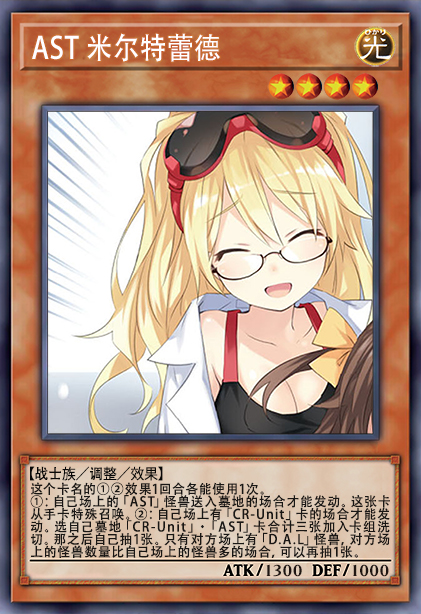 AST 米尔特蕾德
ひかり
光
【战士族／调整／效果】
这个卡名的①②效果1回合各能使用1次。
①：自己场上的「AST」怪兽送入墓地的场合才能发动。这张卡
从手卡特殊召唤。②：自己场上有「CR-Unit」卡的场合才能发
动。选自己墓地「CR-Unit」·「AST」卡合计三张加入卡组洗
切。那之后自己抽1张。只有对方场上有「D.A.L」怪兽，对方场
上的怪兽数量比自己场上的怪兽多的场合，可以再抽1张。
ATK/1300 DEF/1000